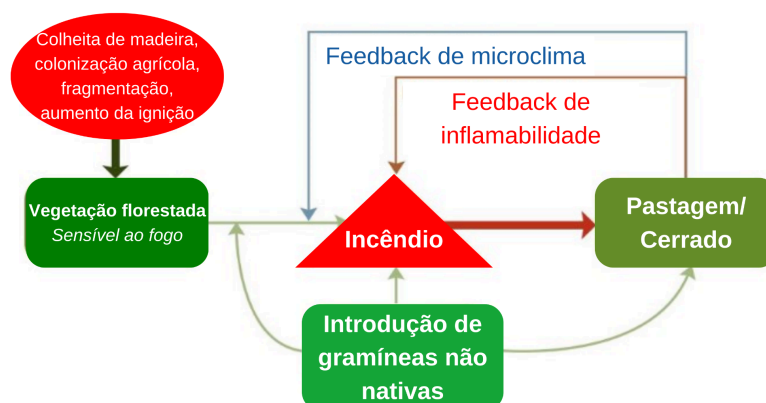 Colheita de madeira,
colonização agrícola,
fragmentação,
aumento da ignição
Feedback de microclima
Feedback de
inflamabilidade
Vegetação florestada
Sensível ao fogo
Incêndio
Pastagem/
Cerrado
Introdução de
gramíneas não
nativas